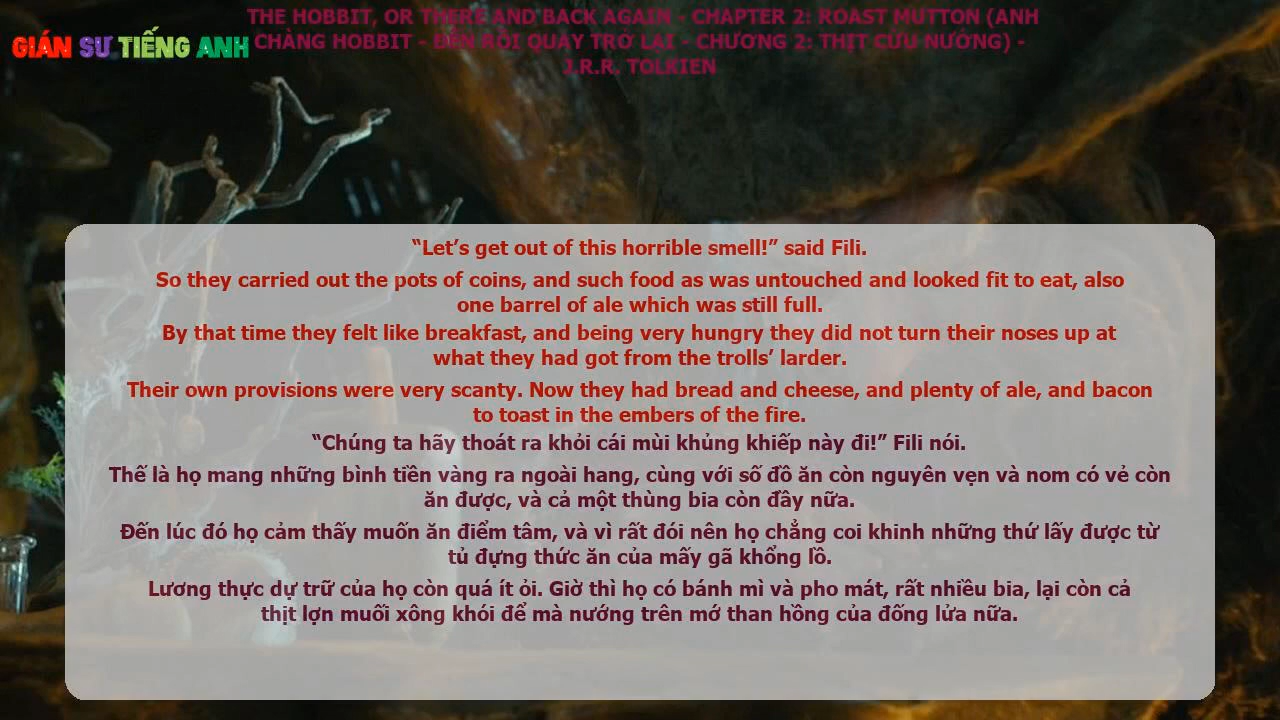 THE HOBBIT, OR THERE AND BACK AGAIN - CHAPTER 2: ROAST MUTTON (ANH
GIÁN SƯ TIẾNG ANH
CHÀNG HOBBIT - ĐẾN RỒI QUAY TRỞ LẠI - CHƯƠNG 2: THỊT CỪU NƯỚNG) -
J.R.R. TOLKIEN
“Let’s get out of this horrible smell!” said Fili.
So they carried out the pots of coins, and such food as was untouched and looked fit to eat, also
one barrel of ale which was still full.
By that time they felt like breakfast, and being very hungry they did not turn their noses up at
what they had got from the trolls’ larder.
Their own provisions were very scanty. Now they had bread and cheese, and plenty of ale, and bacon
to toast in the embers of the fire.
“Chúng ta hãy thoát ra khỏi cái mùi khủng khiếp này đi!” Fili nói.
Thế là họ mang những bình tiền vàng ra ngoài hang, cùng với số đồ ăn còn nguyên vẹn và nom có vẻ còn
ăn được, và cả một thùng bia còn đầy nữa.
Đến lúc đó họ cảm thấy muốn ăn điểm tâm, và vì rất đói nên họ chẳng coi khinh những thứ lấy được từ
tủ đựng thức ăn của mấy gã khổng lồ.
Lương thực dự trữ của họ còn quá ít ỏi. Giờ thì họ có bánh mì và pho mát, rất nhiều bia, lại còn cả
thịt lợn muối xông khói để mà nướng trên mớ than hồng của đống lửa nữa.